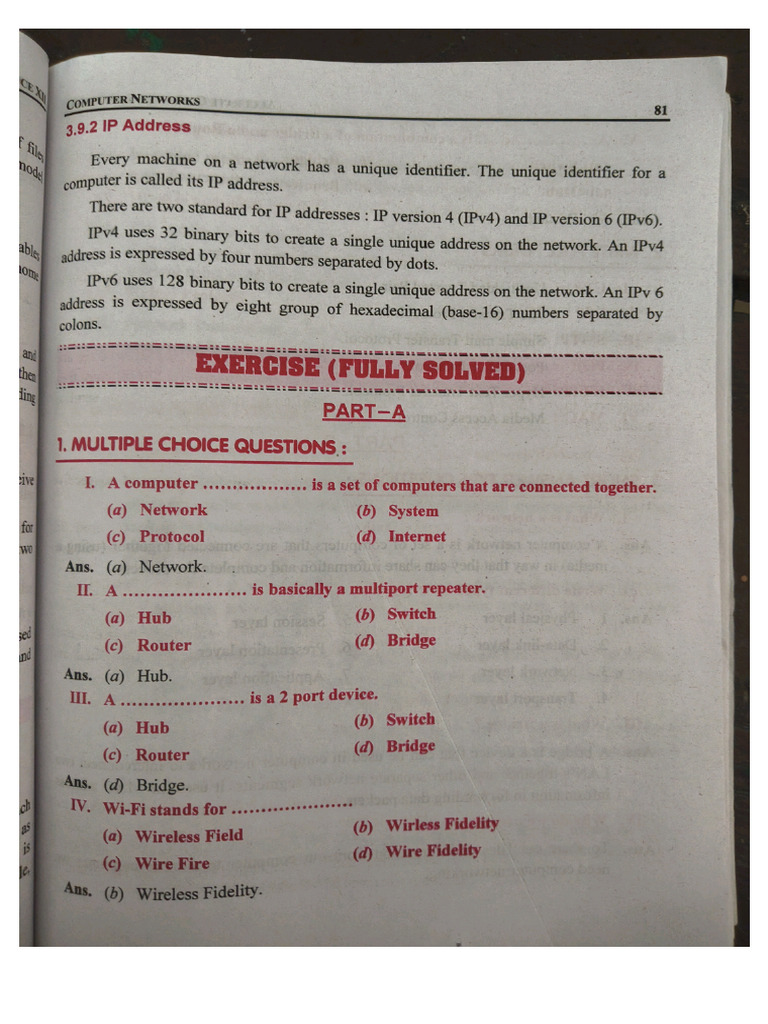 CE XII
COMPUTER NETWORKS
81
3.9.2 IP Address
Every machine on a network has a unique identifier. The unique identifier for a
computer is called its IP address.
There are two standard for IP addresses : IP version 4 (IPv4) and IP version 6 (IPv6).
IPv4 uses 32 binary bits to create a single unique address on the network. An IPv4
address is expressed by four numbers separated by dots.
IPv6 uses 128 binary bits to create a single unique address on the network. An IPv 6
address is expressed by eight group of hexadecimal (base-16) numbers separated by
colons.
EXERCISE (FULLY SOLVED)
PART–A
1. MULTIPLE CHOICE QUESTIONS :
I. A computer .................. is a set of computers that are connected together.
(a) Network (b) System
(c) Protocol (d) Internet
Ans. (a) Network.
II. A ..................... is basically a multiport repeater.
(a) Hub (b) Switch
(c) Router (d) Bridge
Ans. (a) Hub.
III. A ..................... is a 2 port device.
(a) Hub (b) Switch
(c) Router (d) Bridge
Ans. (d) Bridge.
IV. Wi-Fi stands for .....................
(a) Wireless Field (b) Wirless Fidelity
(c) Wire Fire (d) Wire Fidelity
Ans. (b) Wireless Fidelity.